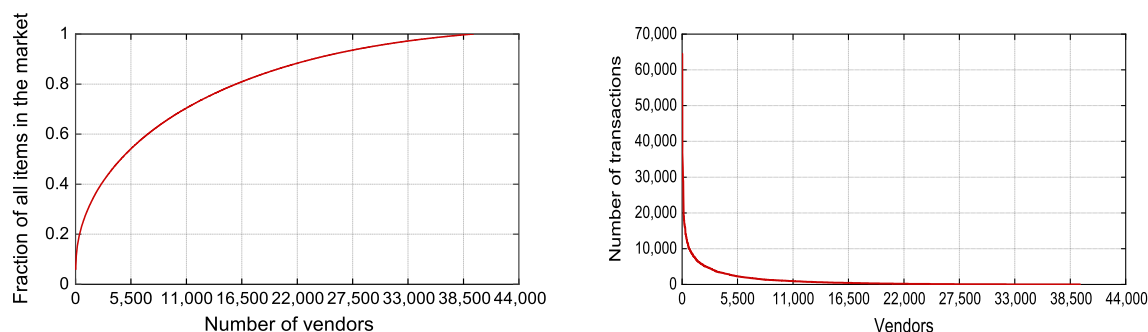 Fraction of all items in the market
1
0.8
0.6
0.4
0.2
0
0 5,500 11,000 16,500 22,000 27,500 33,000 38,500 44,000
Number of vendors
Number of transactions
70,000
60,000
50,000
40,000
30,000
20,000
10,000
0
0 5,500 11,000 16,500 22,000 27,500 33,000 38,500 44,000
Vendors